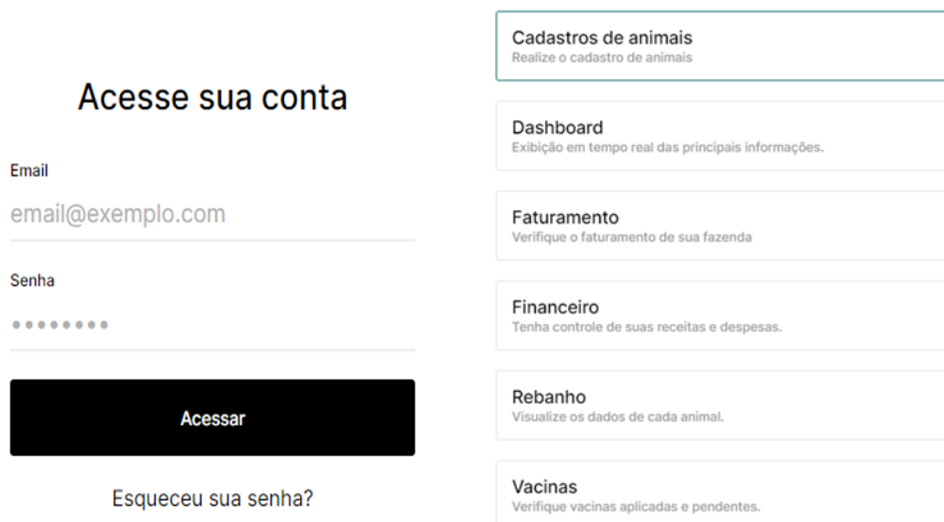 Acesse sua conta
Email
email@exemplo.com
Senha
Acessar
Esqueceu sua senha?
Cadastros de animais
Realize o cadastro de animais
Dashboard
Exibição em tempo real das principais informações.
Faturamento
Verifique o faturamento de sua fazenda
Financeiro
Tenha controle de suas receitas e despesas.
Rebanho
Visualize os dados de cada animal.
Vacinas
Verifique vacinas aplicadas e pendentes.